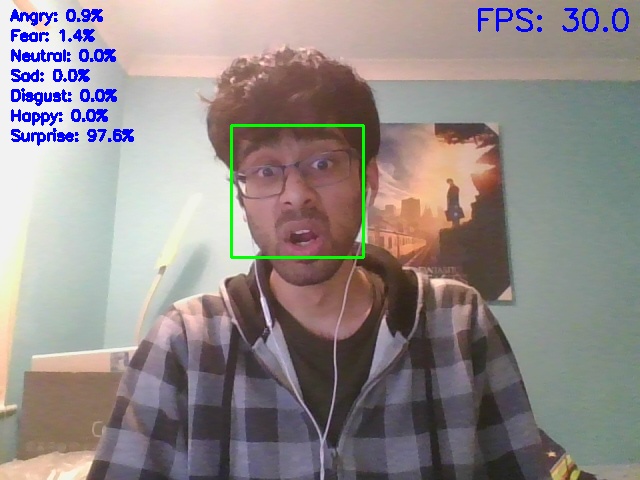 Angry: 0.9%
Fear: 1.4%
Neutral: 0.0%
Sad: 0.0%
Disgust: 0.0%
Happy: 0.0%
Surprise: 97.6%
FPS: 30.0
FANTASTIC